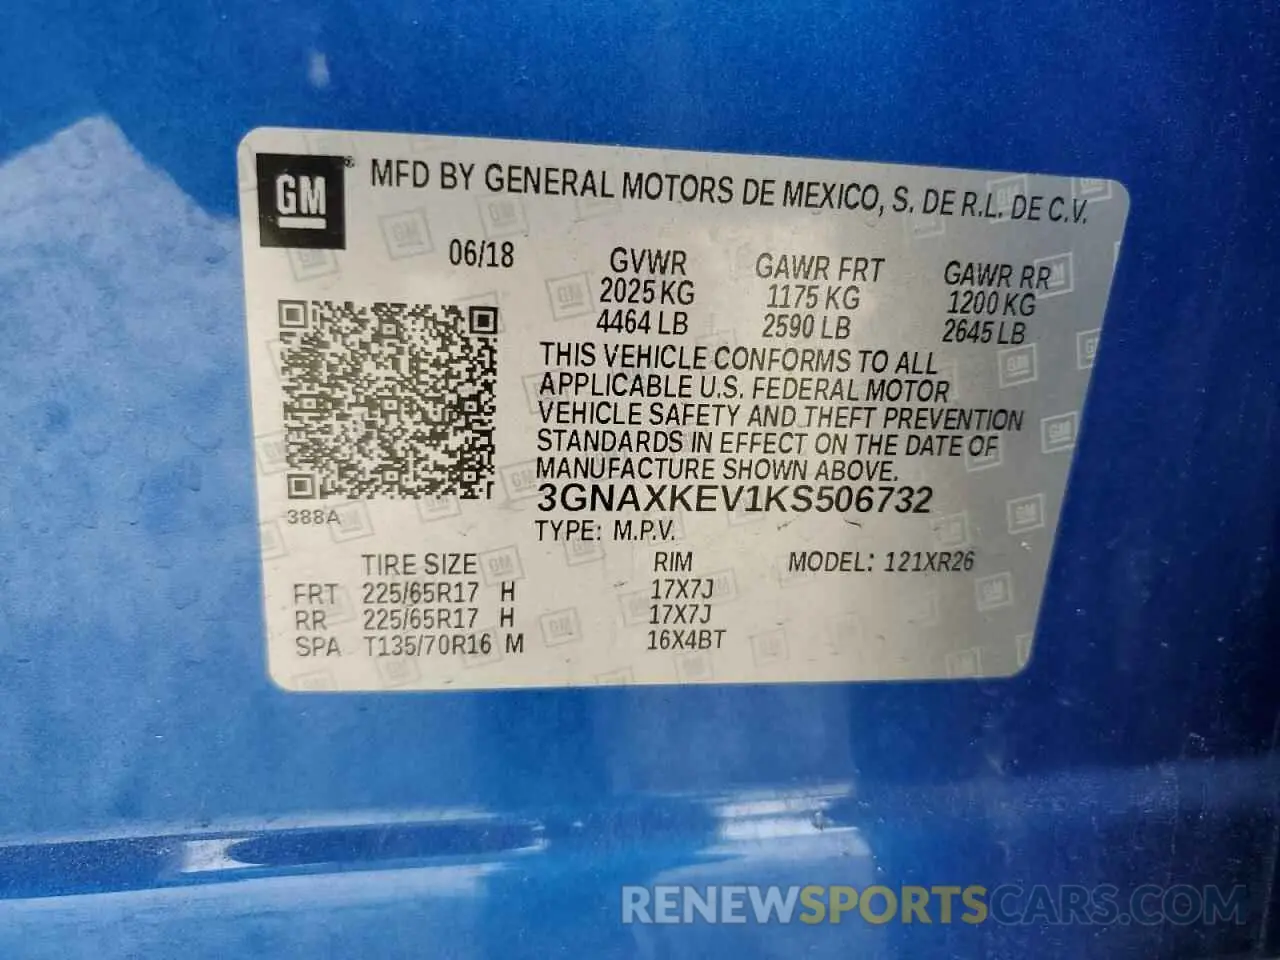 GM® MFD BY GENERAL MOTORS DE MEXICO, S. DE R.L. DE C.V.
06/18
GVWR GAWR FRT GAWR RR
2025 KG 1175 KG 1200 KG
4464 LB 2590 LB 2645 LB
THIS VEHICLE CONFORMS TO ALL
APPLICABLE U.S. FEDERAL MOTOR
VEHICLE SAFETY AND THEFT PREVENTION
STANDARDS IN EFFECT ON THE DATE OF
MANUFACTURE SHOWN ABOVE.
3GNAXKEV1KS506732
388A
TYPE: M.P.V.
TIRE SIZE RIM MODEL: 121XR26
FRT 225/65R17 H 17X7J
RR 225/65R17 H 17X7J
SPA T135/70R16 M 16X4BT
RENEWSPORTSCARS.COM